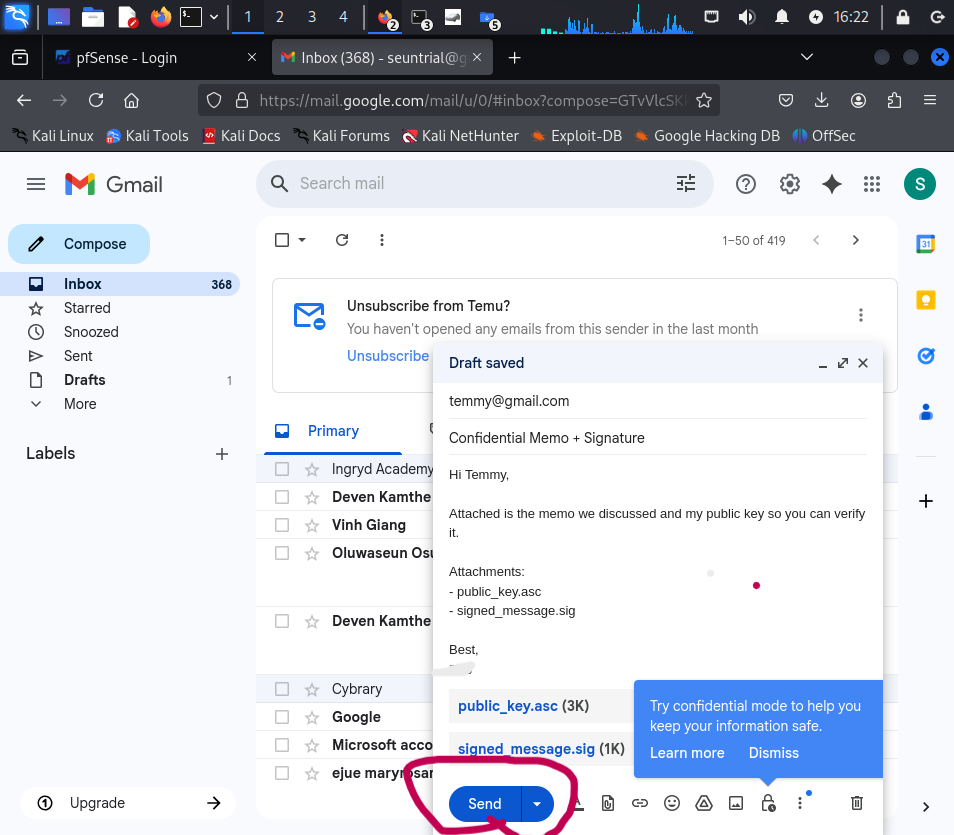 1 2 3 4 2 3 5 16:22
pfSense - Login Inbox (368) - seuntrial@g
https://mail.google.com/mail/u/0/#inbox?compose=GTvVlcSK
Kali Linux Kali Tools Kali Docs Kali Forums Kali NetHunter Exploit-DB Google Hacking DB OffSec
Gmail Search mail S
Compose
1–50 of 419
31
Inbox 368
Starred
Snoozed
Sent
Drafts 1
More
Labels
Unsubscribe from Temu?
You haven't opened any emails from this sender in the last month
Unsubscribe
Primary
Ingryd Academy
Deven Kamthe
Vinh Giang
Oluwaseun Osu
Deven Kamthe
Cybrary
Google
Microsoft acco
ejue maryrosar
Draft saved
temmy@gmail.com
Confidential Memo + Signature
Hi Temmy,
Attached is the memo we discussed and my public key so you can verify
it.
Attachments:
- public_key.asc
- signed_message.sig
Best,
public_key.asc (3K)
signed_message.sig (1K)
Try confidential mode to help you
keep your information safe.
Learn more Dismiss
Send
Upgrade